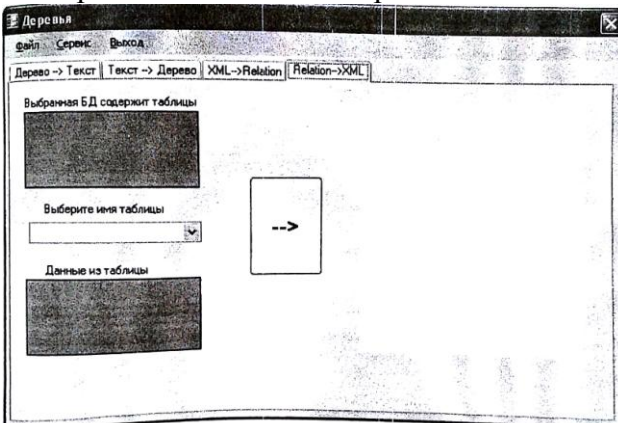 Деревья
Файл Сервис Выход
Дерево -> Текст Текст -> Дерево XML->Relation Relation->XML
Выбранная БД содержит таблицы
Выберите имя таблицы
-->
Данные из таблицы